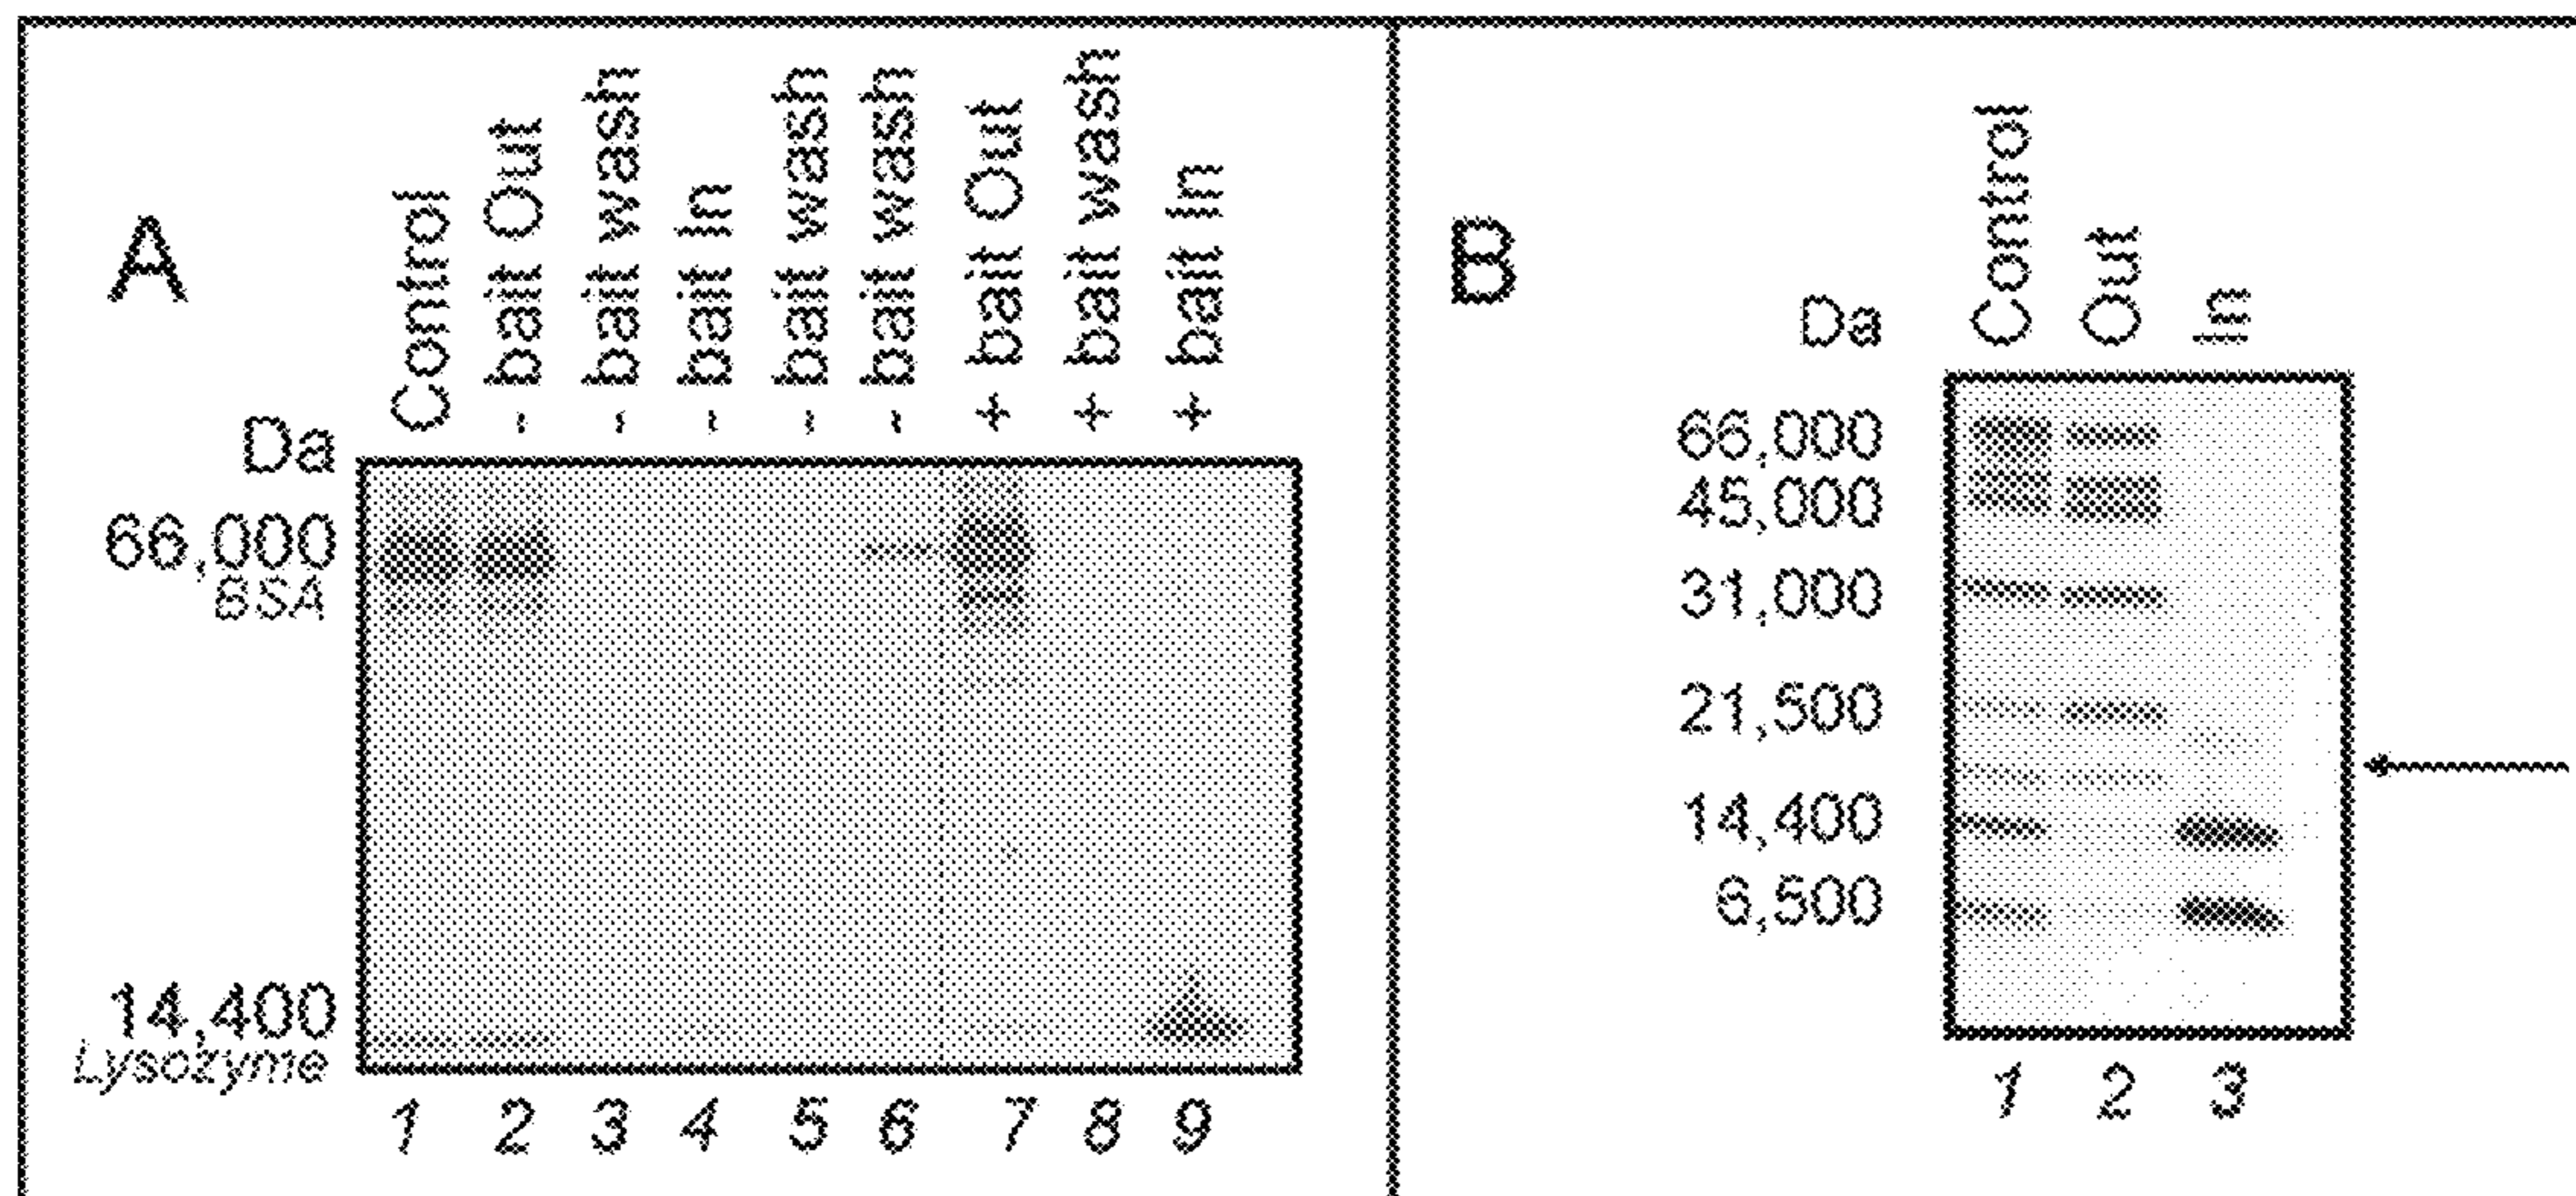 A
Control
- bait Out
- bait wash
- bait In
- bait wash
- bait wash
+ bait Out
+ bait wash
+ bait In
Da
66,000
BSA
14,400
Lysozyme
1 2 3 4 5 6 7 8 9
B
Da
Control
Out
In
66,000
45,000
31,000
21,500
14,400
6,500
1 2 3